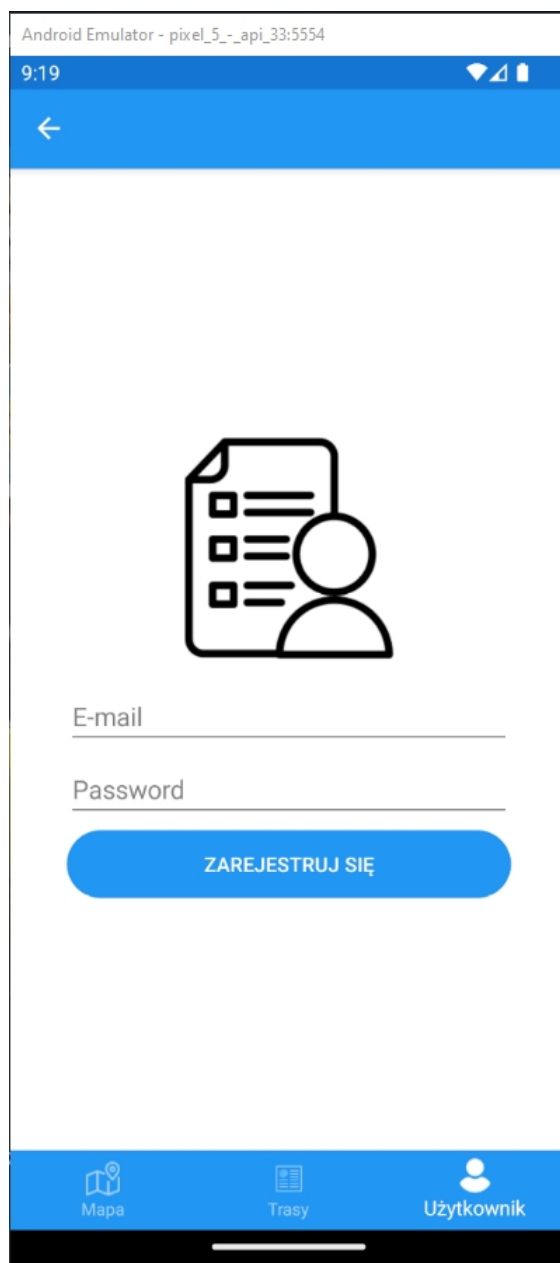 Android Emulator - pixel_5_-_api_33:5554
9:19
E-mail
Password
ZAREJESTRUJ SIĘ
Mapa
Trasy
Użytkownik